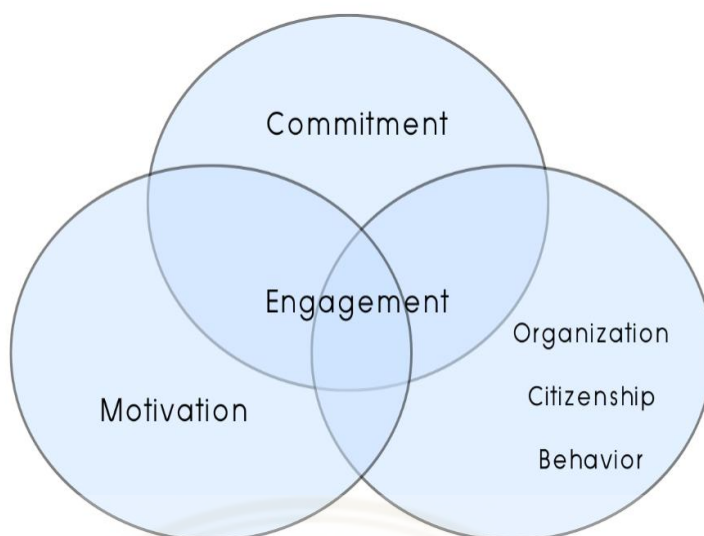 Commitment
Engagement
Organization
Citizenship
Behavior
Motivation